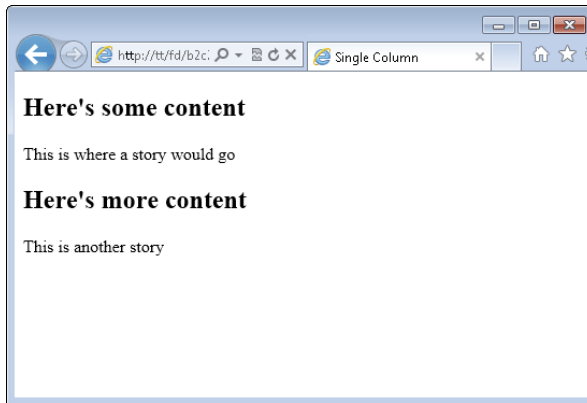 http://tt/fd/b2c
Single Column
Here's some content
This is where a story would go
Here's more content
This is another story